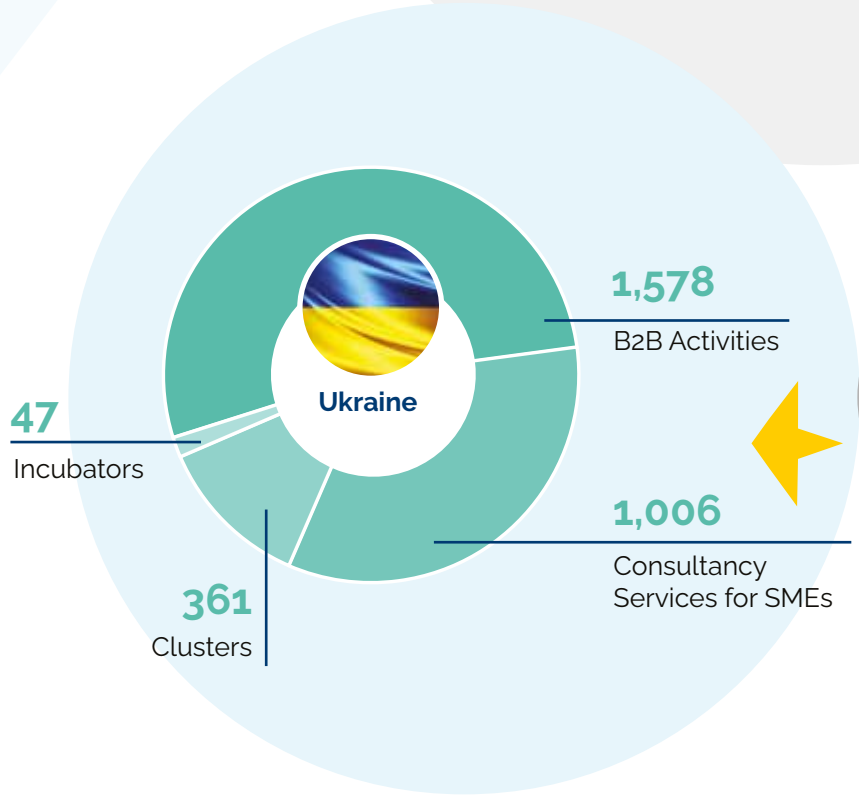 1,578
B2B Activities
Ukraine
47
Incubators
1,006
Consultancy
Services for SMEs
361
Clusters